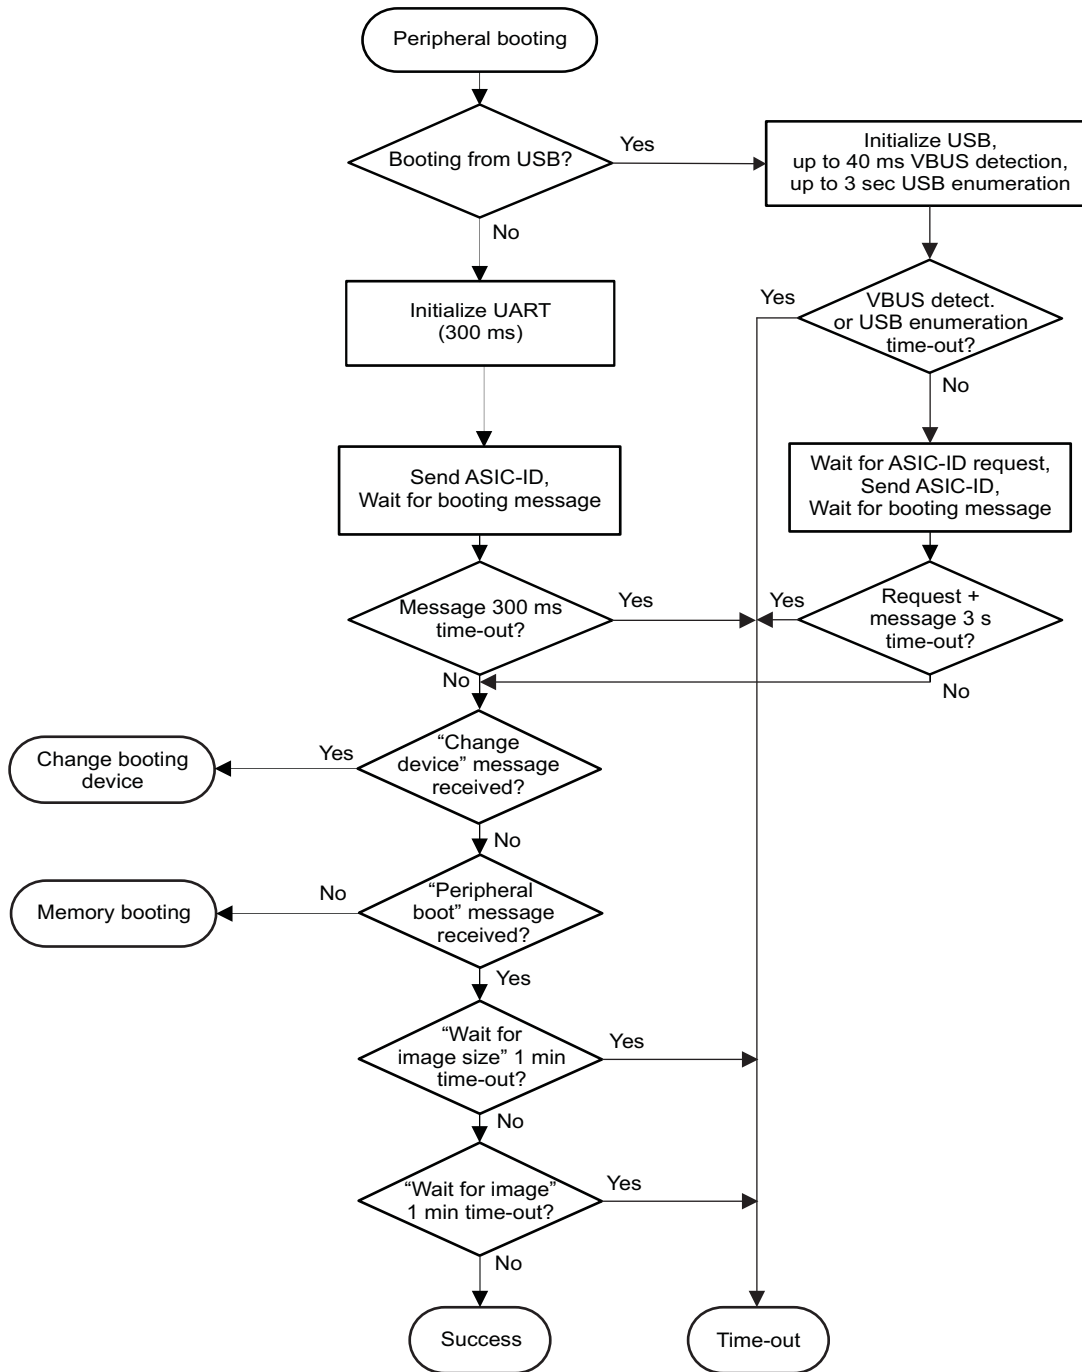 Peripheral booting
Booting from USB?
Yes
Initialize USB,
up to 40 ms VBUS detection,
up to 3 sec USB enumeration
No
Initialize UART
(300 ms)
Yes
VBUS detect.
or USB enumeration
time-out?
No
Send ASIC-ID,
Wait for booting message
Wait for ASIC-ID request,
Send ASIC-ID,
Wait for booting message
Message 300 ms
time-out?
Yes
Yes
Request +
message 3 s
time-out?
No
No
“Change
device” message
received?
Yes
Change booting
device
No
“Peripheral
boot” message
received?
No
Memory booting
Yes
“Wait for
image size” 1 min
time-out?
Yes
No
“Wait for image”
1 min time-out?
Yes
No
Success
Time-out